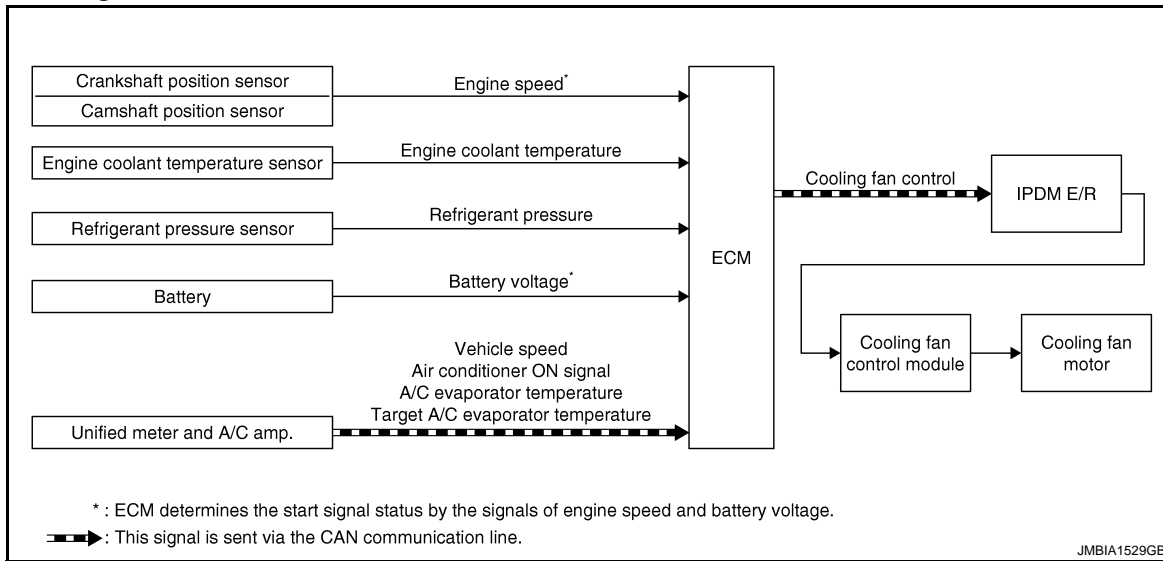 Crankshaft position sensor
Camshaft position sensor
Engine speed*
Engine coolant temperature sensor
Engine coolant temperature
Refrigerant pressure sensor
Refrigerant pressure
Battery
Battery voltage*
Unified meter and A/C amp.
Vehicle speed
Air conditioner ON signal
A/C evaporator temperature
Target A/C evaporator temperature
ECM
Cooling fan control
IPDM E/R
Cooling fan
control module
Cooling fan
motor
* : ECM determines the start signal status by the signals of engine speed and battery voltage.
: This signal is sent via the CAN communication line.
JMBIA1529GB